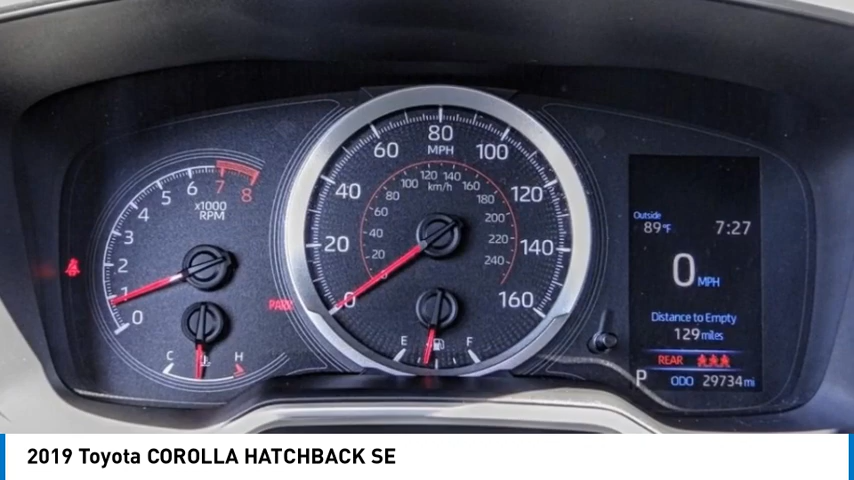 0 1 2 3 4 5 6 7 8
x1000
RPM
C H
PARK
0 20 40 60 80 100 120 140 160
MPH
0 20 40 60 80 100 120 140 160 180 200 220 240
km/h
E F
Outside
89°F 7:27
0 MPH
Distance to Empty
129 miles
REAR
P ODO 29734 mi
2019 Toyota COROLLA HATCHBACK SE